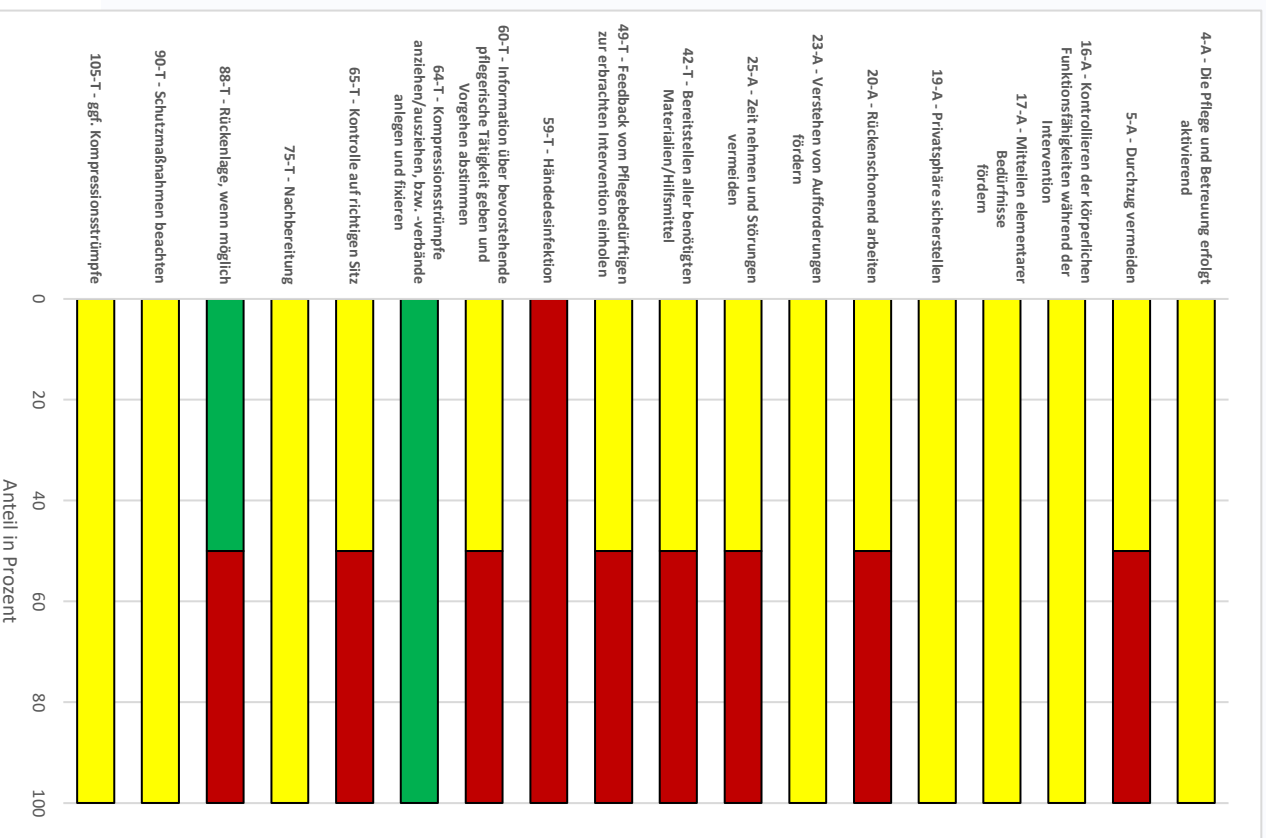 4-A - Die Pflege und Betreuung erfolgt
aktivierend
5-A - Durchzug vermeiden
16-A - Kontrollieren der körperlichen
Funktionsfähigkeiten während der
Intervention
17-A - Mitteilen elementarer
Bedürfnisse
fördern
19-A - Privatsphäre sicherstellen
20-A - Rückenschonend arbeiten
23-A - Verstehen von Aufforderungen
fördern
25-A - Zeit nehmen und Störungen
vermeiden
42-T - Bereitstellen aller benötigten
Materialien/Hilfsmittel
49-T - Feedback vom Pflegebedürftigen
zur erbrachten Intervention einholen
59-T - Händedesinfektion
60-T - Information über bevorstehende
pflegerische Tätigkeit geben und
Vorgehen abstimmen
64-T - Kompressionsstrümpfe
anziehen/ausziehen, bzw. -verbände
anlegen und fixieren
65-T - Kontrolle auf richtigen Sitz
75-T - Nachbereitung
88-T - Rückenlage, wenn möglich
90-T - Schutzmaßnahmen beachten
105-T - ggf. Kompressionsstrümpfe
0
20
40
60
80
100
Anteil in Prozent